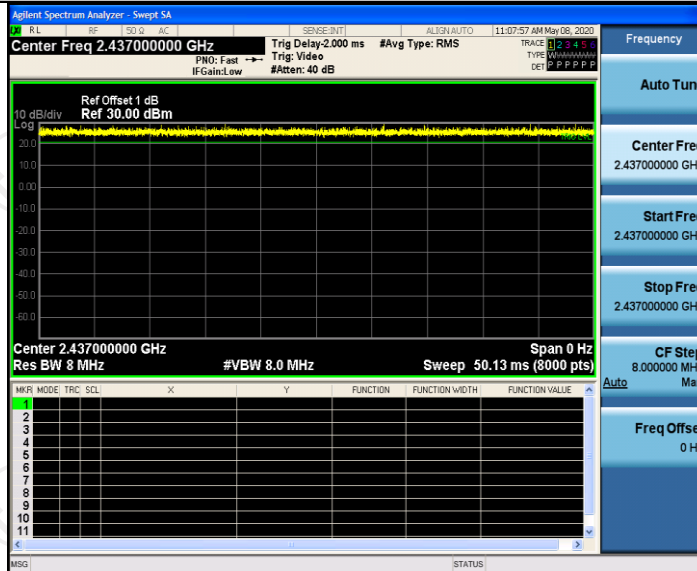 Agilent Spectrum Analyzer - Swept SA
RL RF 50 Ω AC SENSE:INT ALIGN AUTO 11:07:57 AM May 08, 2020
Center Freq 2.437000000 GHz
PNO: Fast
IFGain:Low
Trig Delay-2.000 ms #Avg Type: RMS
Trig: Video
#Atten: 40 dB
TRACE 1 2 3 4 5 6
TYPE
DET P P P P P P
Ref Offset 1 dB
10 dB/div Ref 30.00 dBm
Log
20.0
10.0
0.00
-10.0
-20.0
-30.0
-40.0
-50.0
-60.0
Center 2.437000000 GHz Span 0 Hz
Res BW 8 MHz #VBW 8.0 MHz Sweep 50.13 ms (8000 pts)
MKR MODE TRC SCL X Y FUNCTION FUNCTION WIDTH FUNCTION VALUE
1
2
3
4
5
6
7
8
9
10
11
MSG STATUS
Frequency
Auto Tun
Center Fre
2.437000000 GH
Start Fre
2.437000000 GH
Stop Fre
2.437000000 GH
CF Ste
8.000000 MH
Auto Ma
Freq Offse
0 H